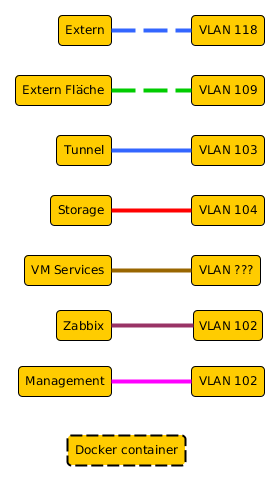 Extern VLAN 118
Extern Fläche VLAN 109
Tunnel VLAN 103
Storage VLAN 104
VM Services VLAN ???
Zabbix VLAN 102
Management VLAN 102
Docker container